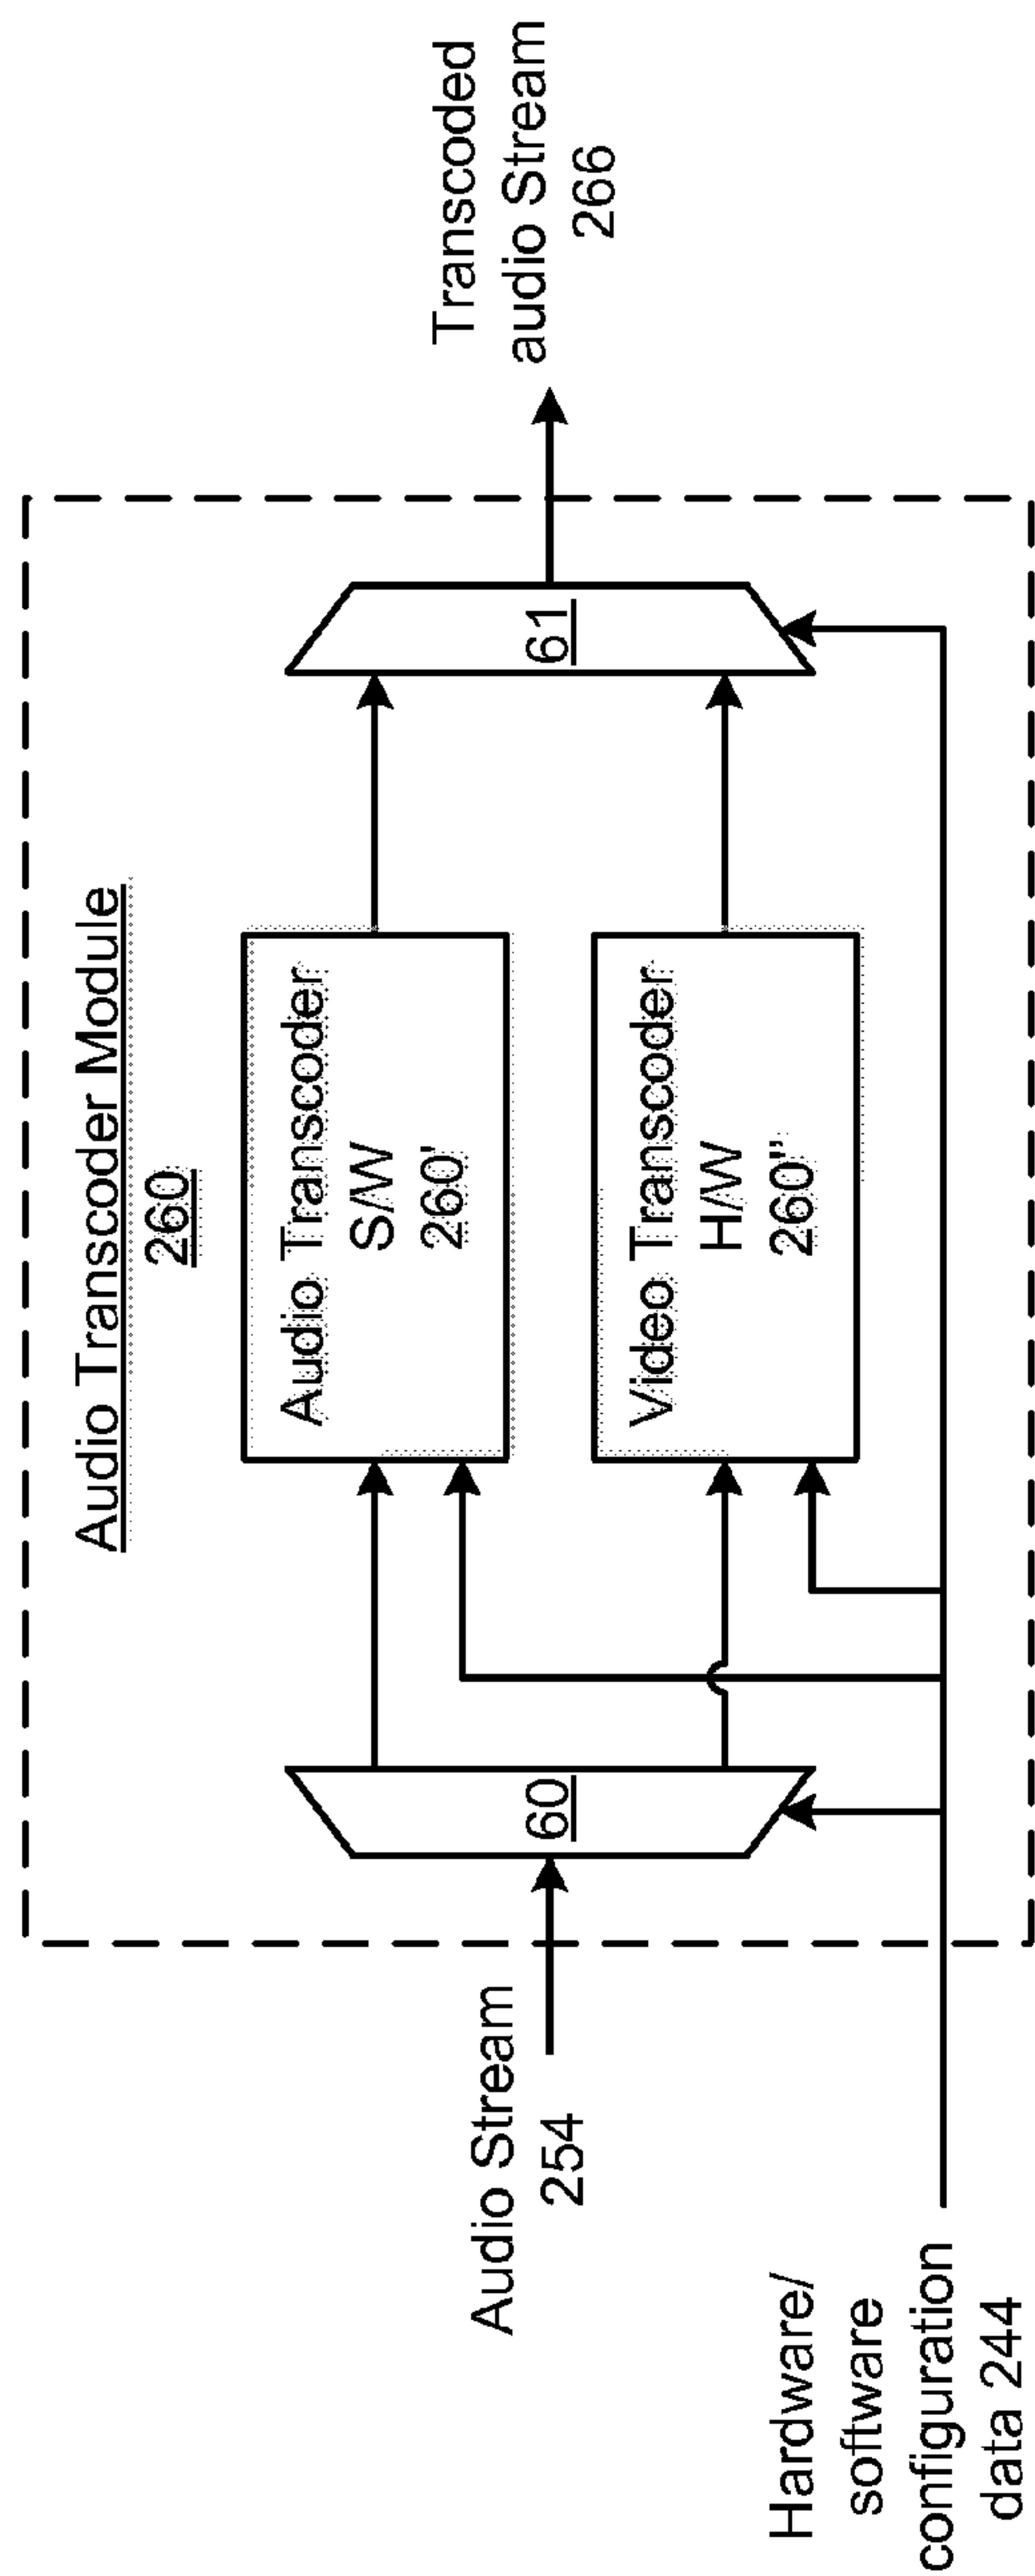 Audio Transcoder Module
260
Audio Stream
254
60
Audio Transcoder
S/W
260'
Video Transcoder
H/W
260"
61
Transcoded
audio Stream
266
Hardware/
software
configuration
data 244